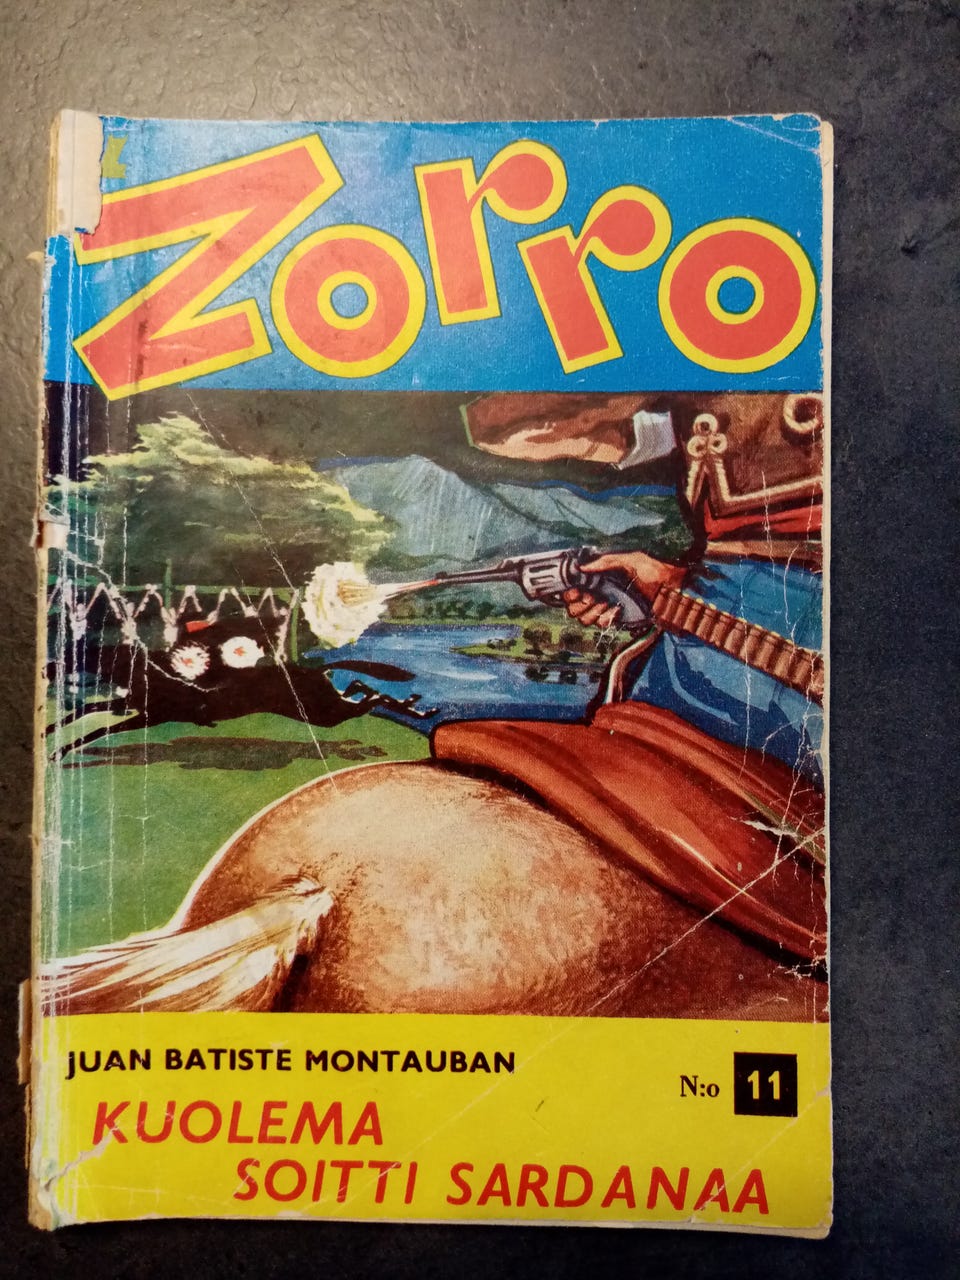 Zorro
JUAN BATISTE MONTAUBAN
N:o 11
KUOLEMA
SOITTI SARDANAA